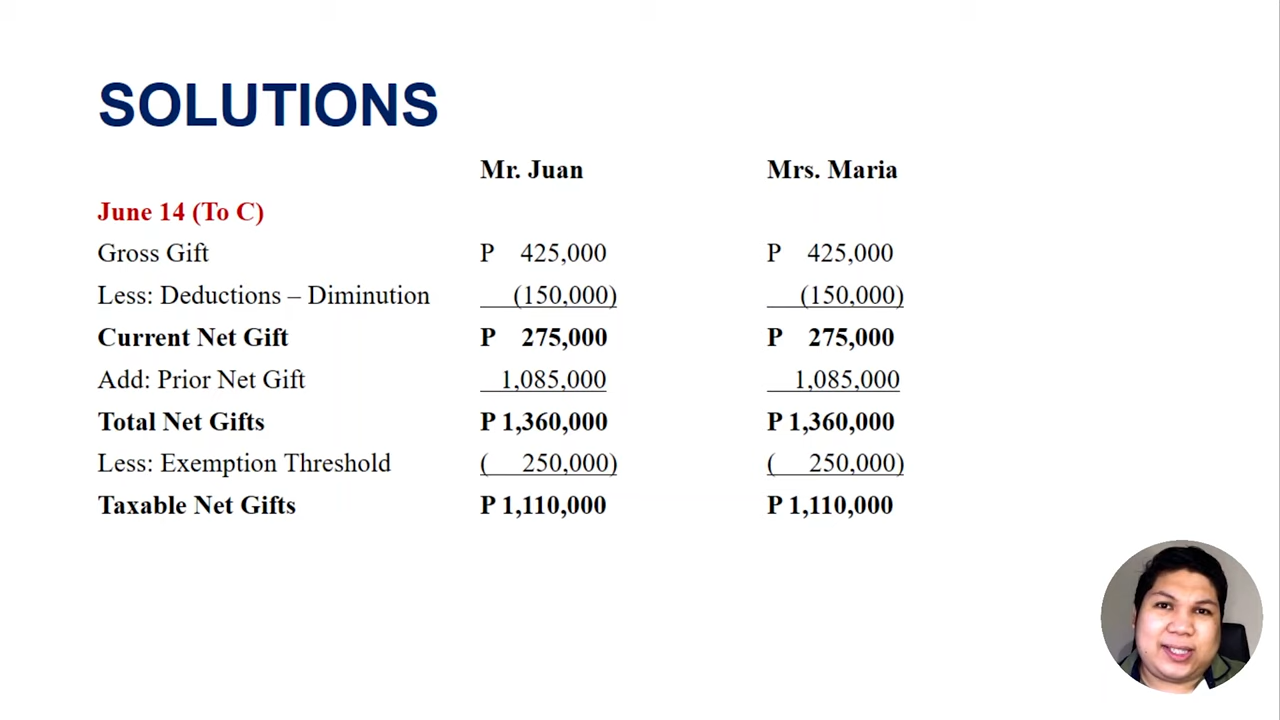 SOLUTIONS
Mr. Juan Mrs. Maria
June 14 (To C)
Gross Gift P 425,000 P 425,000
Less: Deductions – Diminution (150,000) (150,000)
Current Net Gift P 275,000 P 275,000
Add: Prior Net Gift 1,085,000 1,085,000
Total Net Gifts P 1,360,000 P 1,360,000
Less: Exemption Threshold ( 250,000) ( 250,000)
Taxable Net Gifts P 1,110,000 P 1,110,000